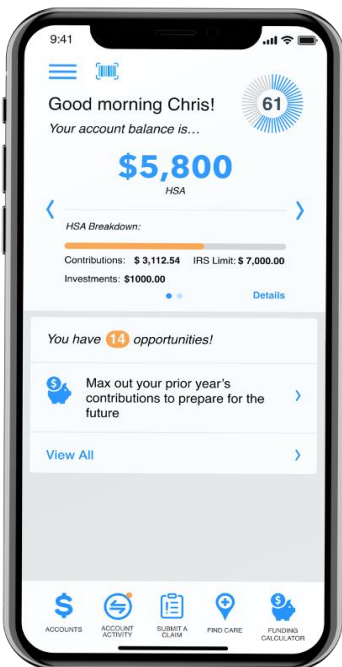 9:41
Good morning Chris!
61
Your account balance is...
$5,800
HSA
HSA Breakdown:
Contributions: $ 3,112.54 IRS Limit: $ 7,000.00
Investments: $1000.00
Details
You have 14 opportunities!
$
Max out your prior year's
contributions to prepare for the
future
View All
$
ACCOUNTS
ACCOUNT
ACTIVITY
SUBMIT A
CLAIM
FIND CARE
$
FUNDING
CALCULATOR